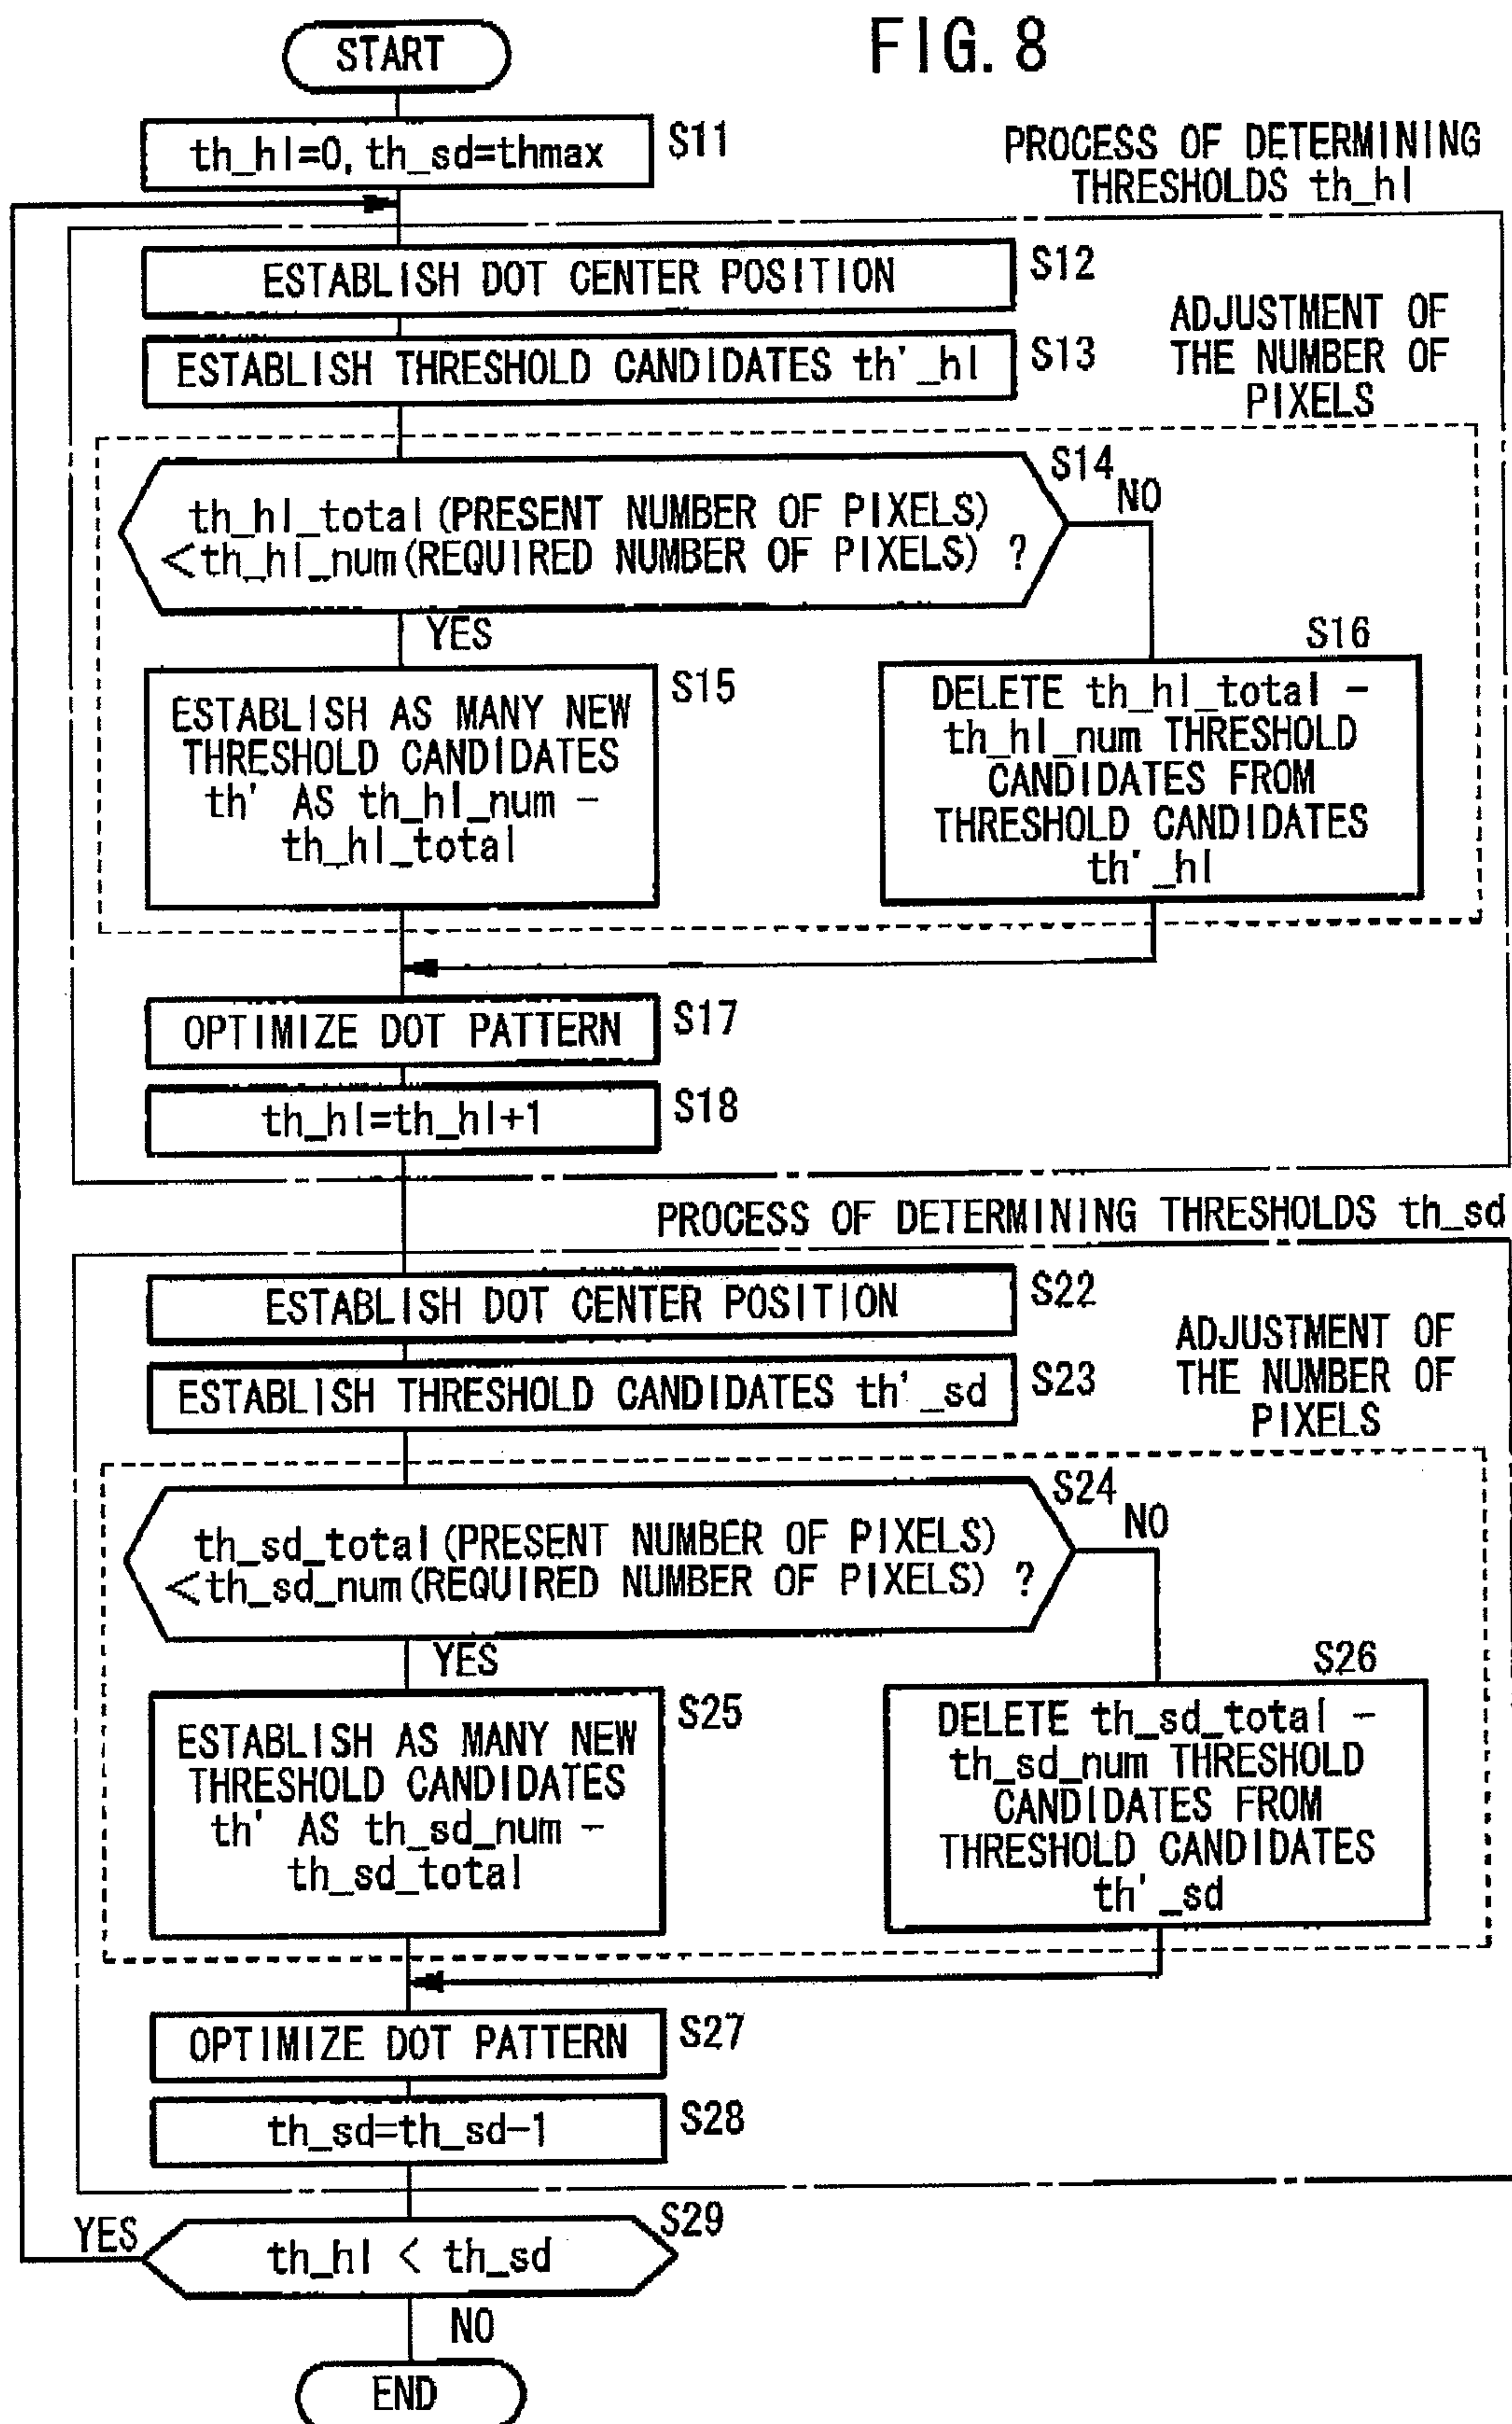 FIG. 8
START
th_hl=0, th_sd=thmax
S11
PROCESS OF DETERMINING
THRESHOLDS th_hl
ESTABLISH DOT CENTER POSITION
S12
ESTABLISH THRESHOLD CANDIDATES th'_hl
S13
ADJUSTMENT OF
THE NUMBER OF
PIXELS
S14
th_hl_total(PRESENT NUMBER OF PIXELS)
<th_hl_num(REQUIRED NUMBER OF PIXELS) ?
NO
YES
S15
ESTABLISH AS MANY NEW
THRESHOLD CANDIDATES
th' AS th_hl_num -
th_hl_total
S16
DELETE th_hl_total -
th_hl_num THRESHOLD
CANDIDATES FROM
THRESHOLD CANDIDATES
th'_hl
OPTIMIZE DOT PATTERN
S17
th_hl=th_hl+1
S18
PROCESS OF DETERMINING THRESHOLDS th_sd
ESTABLISH DOT CENTER POSITION
S22
ESTABLISH THRESHOLD CANDIDATES th'_sd
S23
ADJUSTMENT OF
THE NUMBER OF
PIXELS
S24
th_sd_total(PRESENT NUMBER OF PIXELS)
<th_sd_num(REQUIRED NUMBER OF PIXELS) ?
NO
YES
S25
ESTABLISH AS MANY NEW
THRESHOLD CANDIDATES
th' AS th_sd_num -
th_sd_total
S26
DELETE th_sd_total -
th_sd_num THRESHOLD
CANDIDATES FROM
THRESHOLD CANDIDATES
th'_sd
OPTIMIZE DOT PATTERN
S27
th_sd=th_sd-1
S28
S29
YES
th_hl < th_sd
NO
END